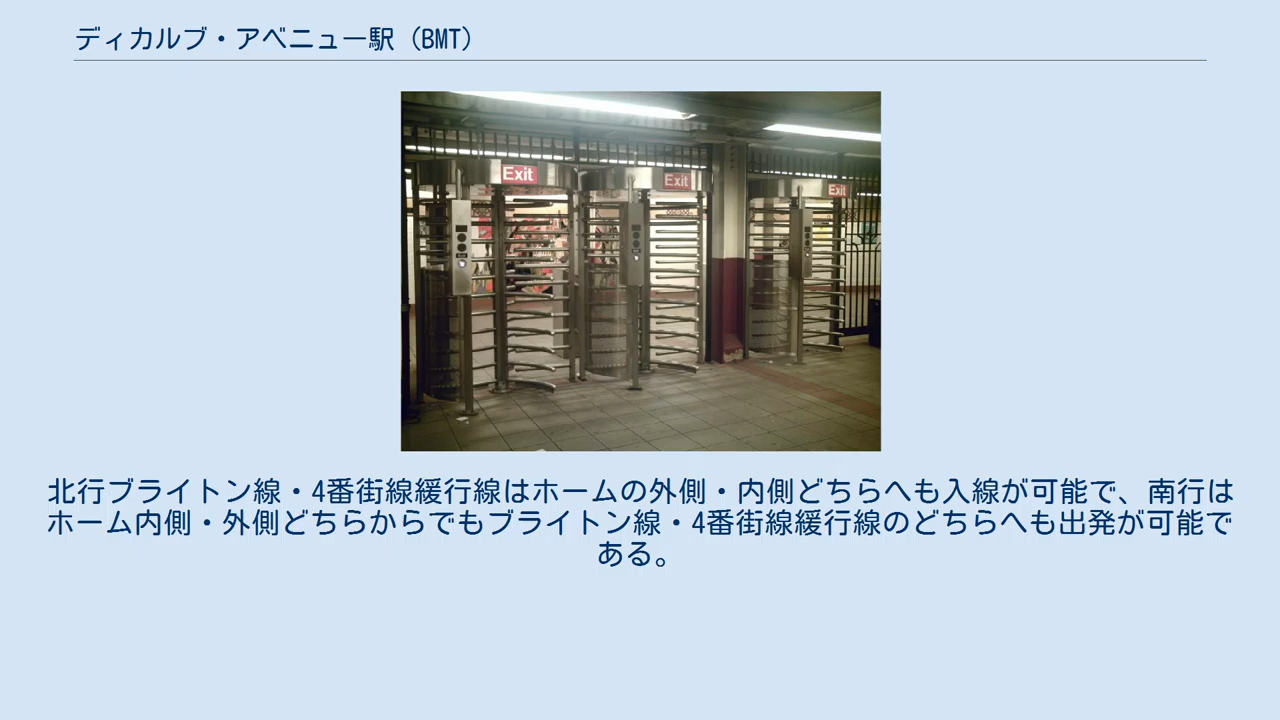 ディカルブ・アベニュー駅（BMT）
Exit
Exit
Exit
北行ブライトン線・4番街線緩行線はホームの外側・内側どちらへも入線が可能で、南行は
ホーム内側・外側どちらからでもブライトン線・4番街線緩行線のどちらへも出発が可能で
ある。